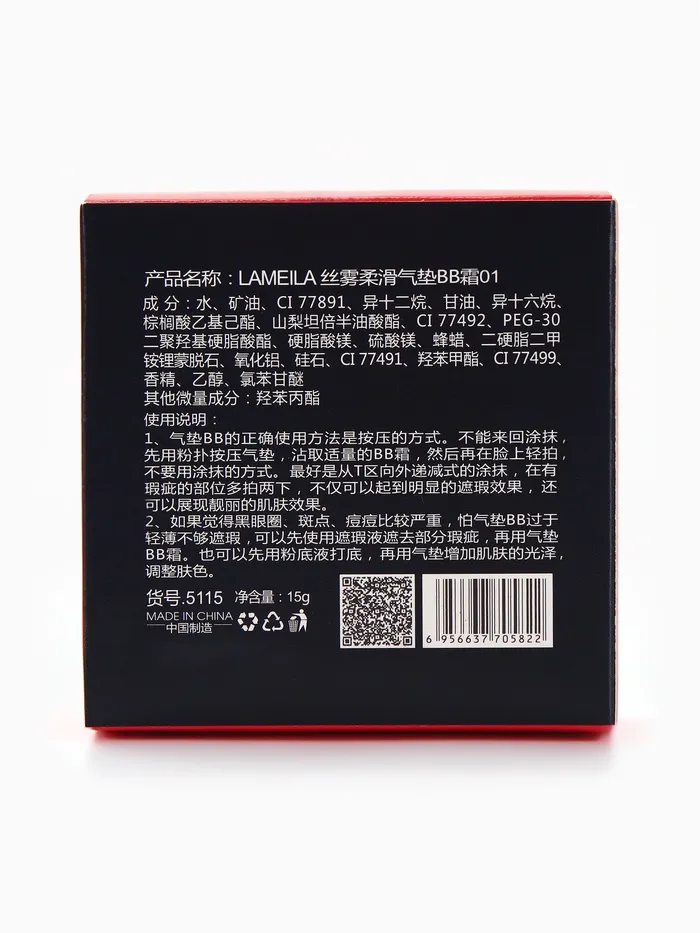 产品名称：LAMEILA 丝雾柔滑气垫BB霜01
成 分：水、矿油、CI 77891、异十二烷、甘油、异十六烷、
棕榈酸乙基己酯、山梨坦倍半油酸酯、CI 77492、PEG-30
二聚羟基硬脂酸酯、硬脂酸镁、硫酸镁、蜂蜡、二硬脂二甲
铵锂蒙脱石、氧化铝、硅石、CI 77491、羟苯甲酯、CI 77499、
香精、乙醇、氯苯甘醚
其他微量成分：羟苯丙酯
使用说明：
1、气垫BB的正确使用方法是按压的方式。不能来回涂抹，
先用粉扑按压气垫，沾取适量的BB霜，然后再在脸上轻拍，
不要用涂抹的方式。最好是从T区向外递减式的涂抹，在有
瑕疵的部位多拍两下，不仅可以起到明显的遮瑕效果，还
可以展现靓丽的肌肤效果。
2、如果觉得黑眼圈、斑点、痘痘比较严重，怕气垫BB过于
轻薄不够遮瑕，可以先使用遮瑕液遮去部分瑕疵，再用气垫
BB霜。也可以先用粉底液打底，再用气垫增加肌肤的光泽，
调整肤色。
货号.5115 净含量：15g
MADE IN CHINA
中国制造
6 956637 705822